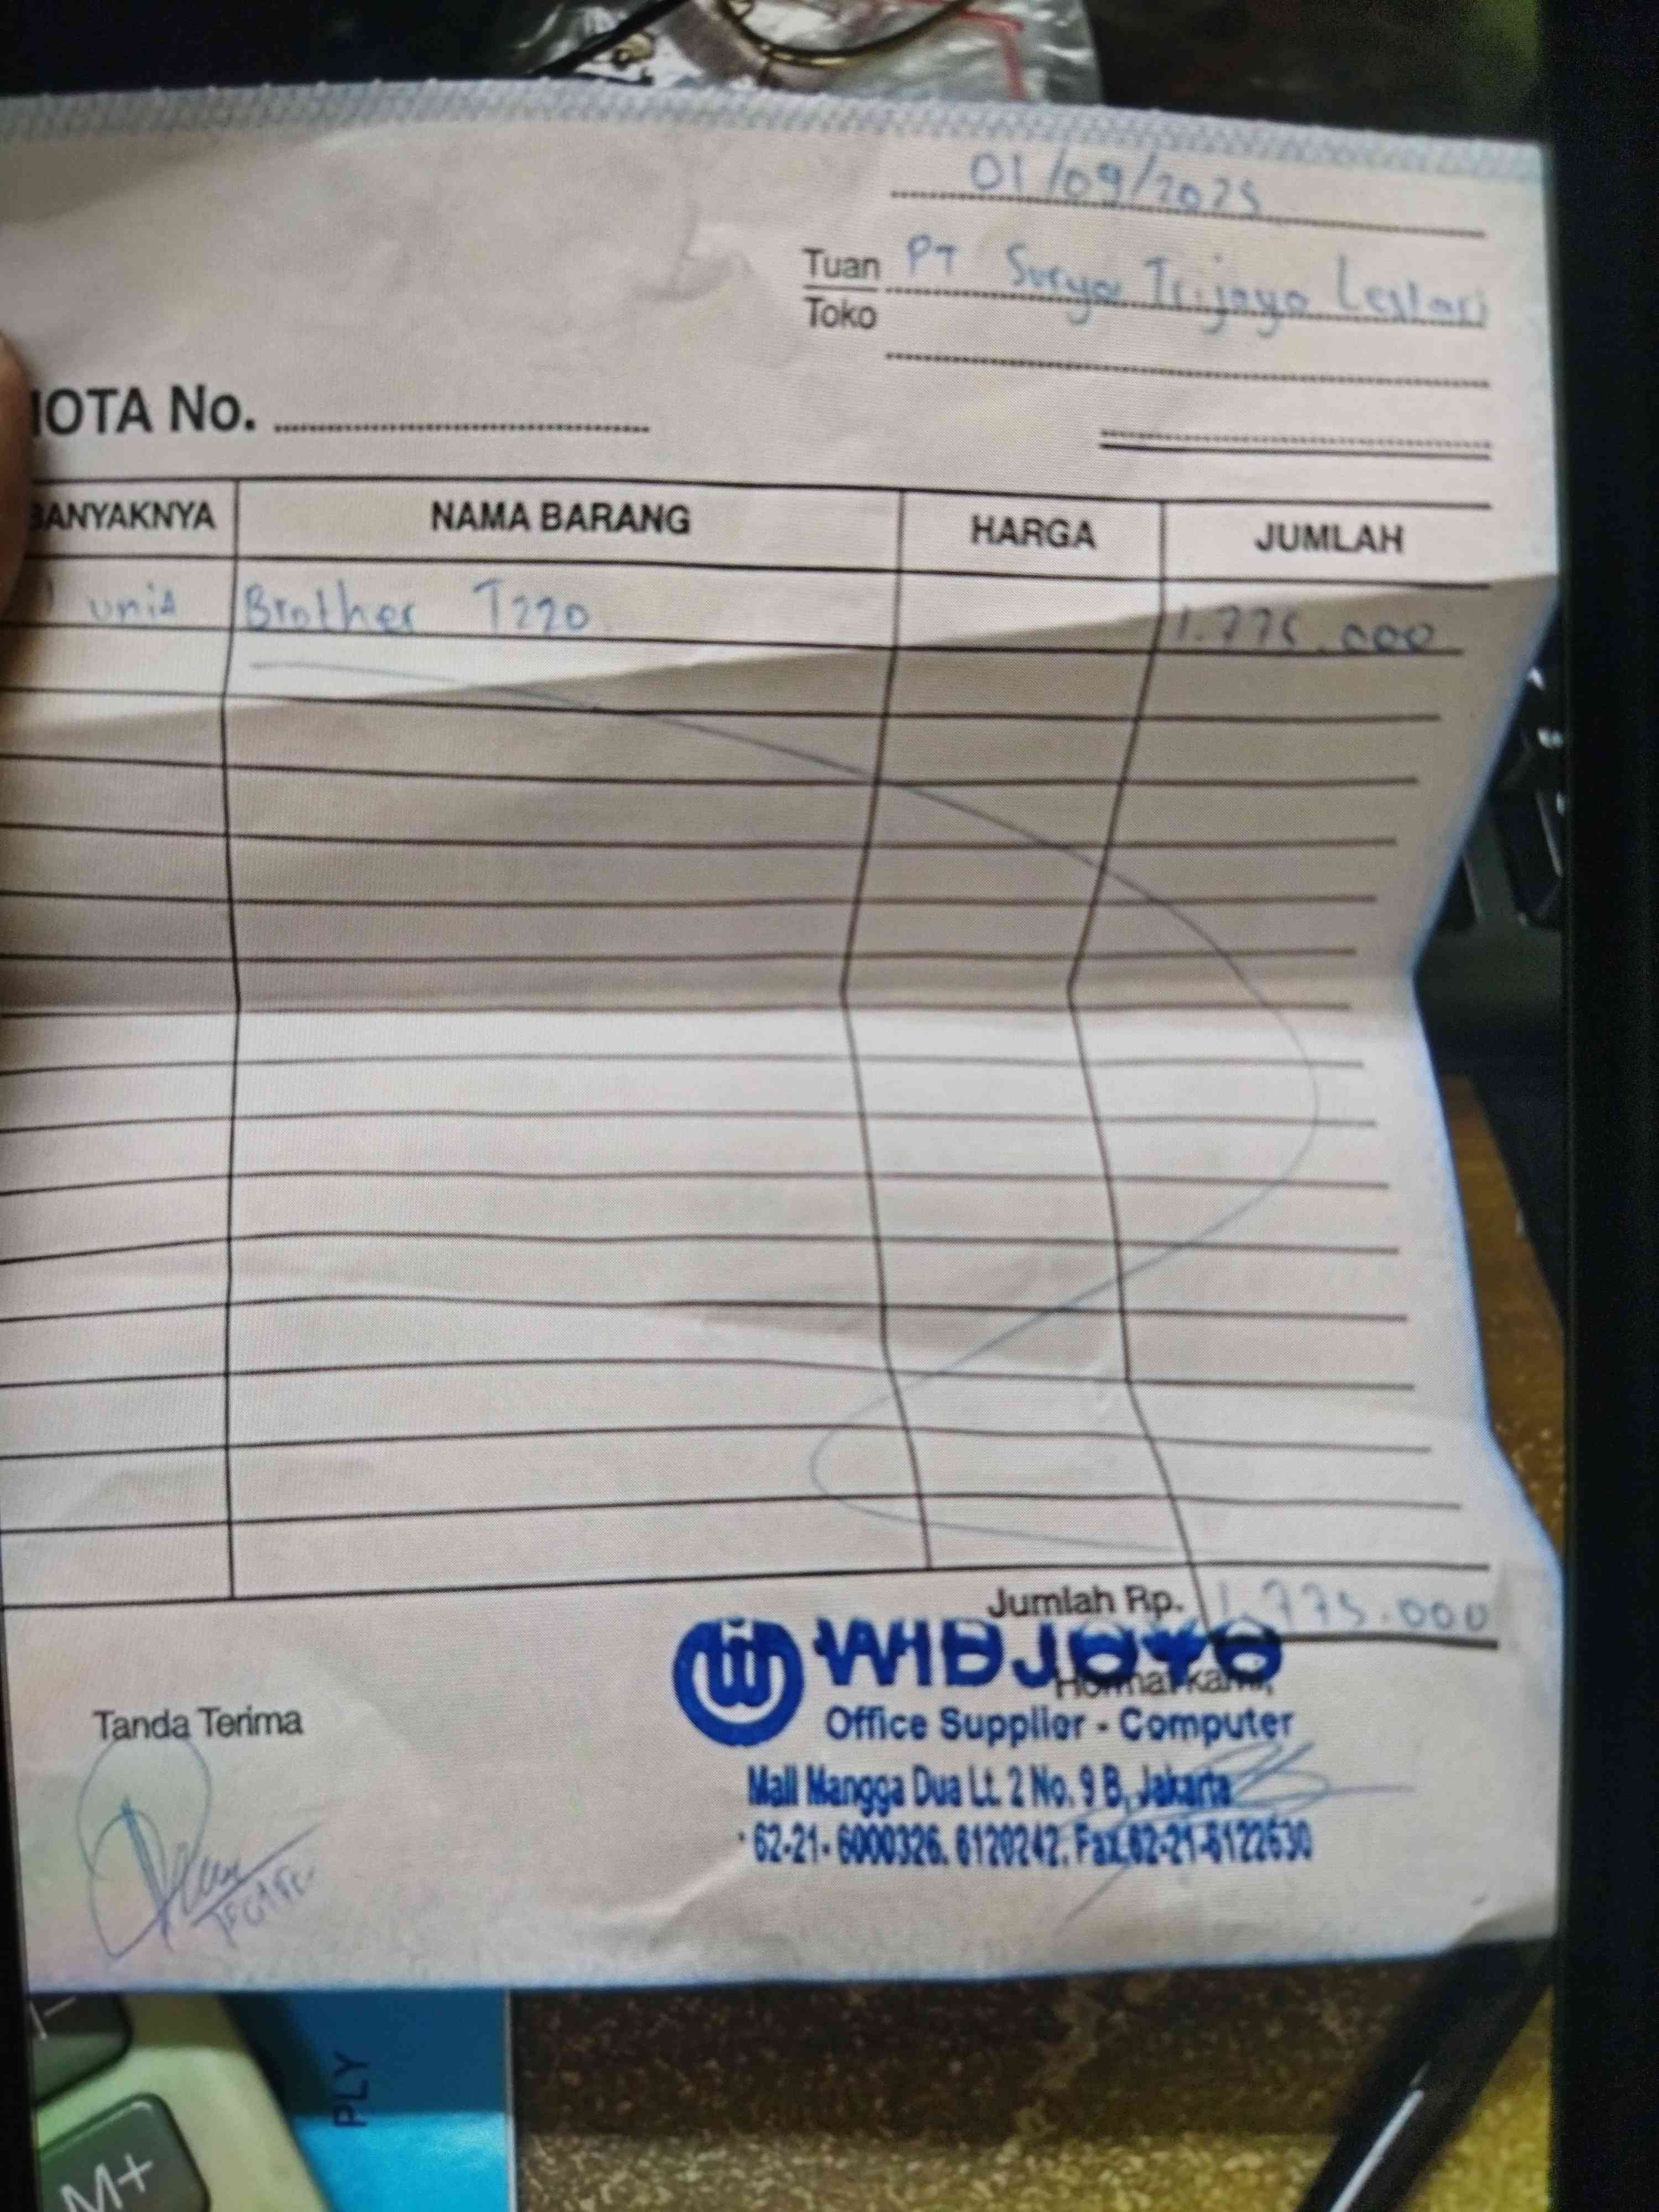 01/09/2025
Tuan PT Surya Trijaya Lestari
Toko
NOTA No.
BANYAKNYA NAMA BARANG HARGA JUMLAH
1 unit Brother T220 1.775.000
Jumlah Rp. 1.775.000
WIDJOYO
Hormat kami,
Tanda Terima
Office Supplier - Computer
Mall Mangga Dua Lt. 2 No. 9 B, Jakarta
62-21- 6000326, 6120242, Fax.62-21-6122630
PLY
M+